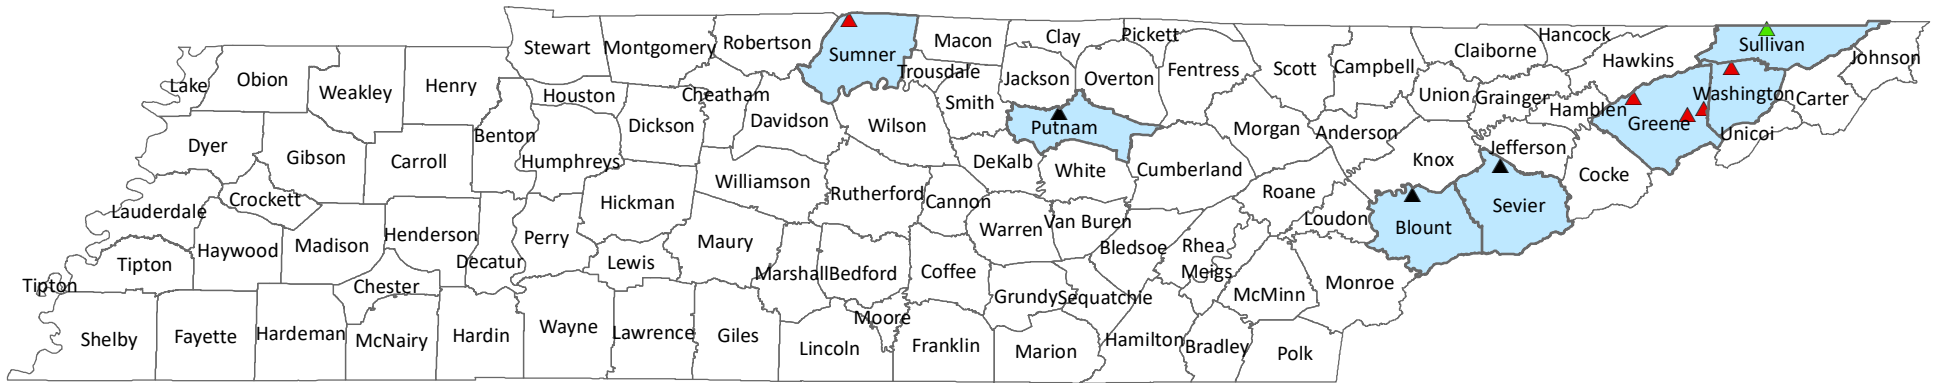 Stewart
Montgomery
Robertson
Sumner
Macon
Clay
Pickett
Hancock
Claiborne
Sullivan
Johnson
Lake
Obion
Weakley
Henry
Houston
Cheatham
Trousdale
Jackson
Overton
Fentress
Scott
Campbell
Hawkins
Union
Grainger
Hamblen
Washington
Carter
Greene
Unicoi
Dyer
Gibson
Carroll
Benton
Humphreys
Dickson
Davidson
Wilson
Smith
Putnam
Morgan
Anderson
Knox
Jefferson
Cocke
Lauderdale
Crockett
Hickman
Williamson
Rutherford
Cannon
DeKalb
White
Cumberland
Roane
Loudon
Blount
Sevier
Tipton
Tipton
Haywood
Madison
Henderson
Decatur
Perry
Lewis
Maury
Marshall
Bedford
Coffee
Warren
Van Buren
Bledsoe
Rhea
Meigs
McMinn
Monroe
Chester
Grundy
Sequatchie
Shelby
Fayette
Hardeman
McNairy
Hardin
Wayne
Lawrence
Giles
Lincoln
Moore
Franklin
Marion
Hamilton
Bradley
Polk